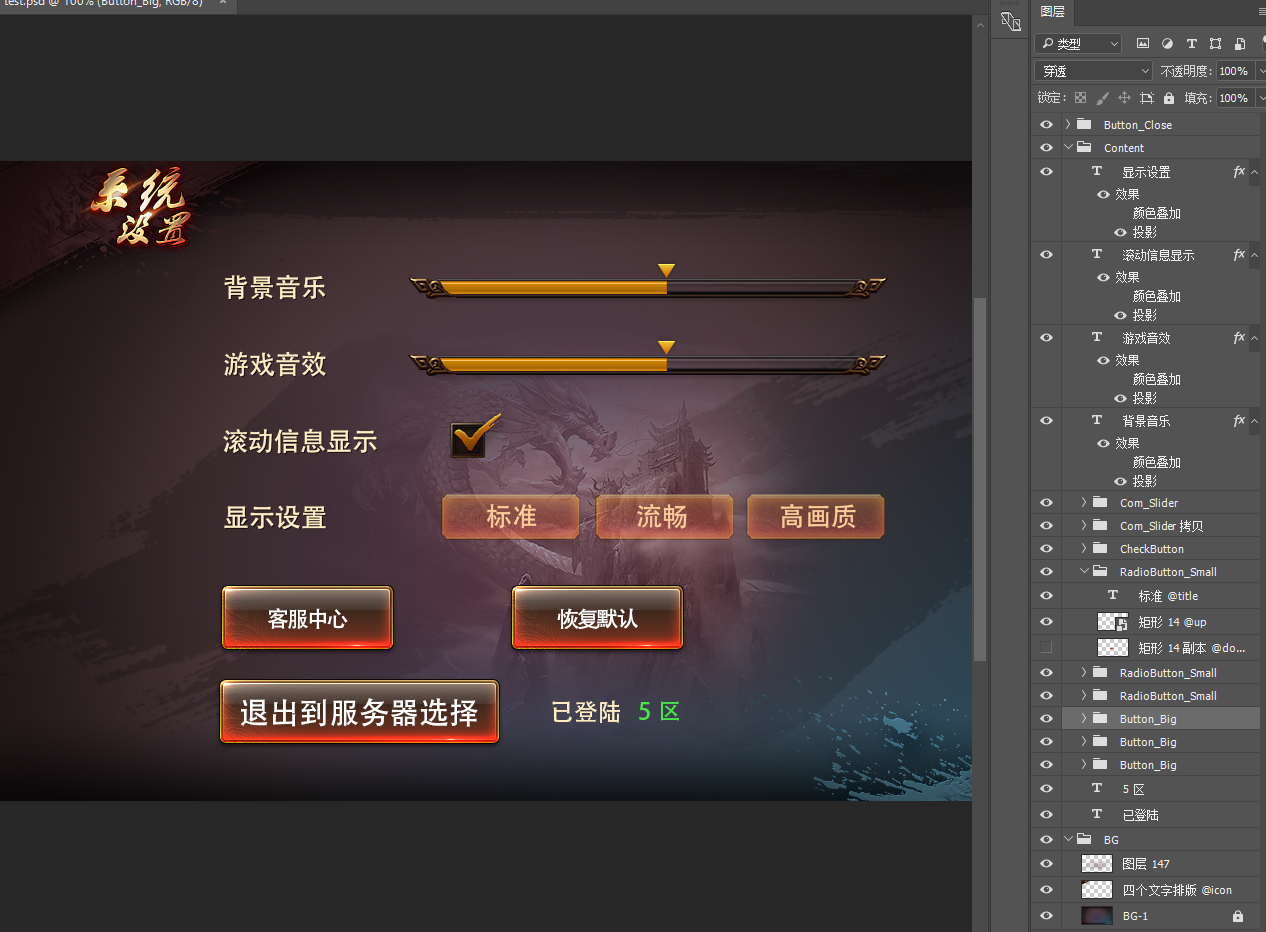 test.psd @ 100% (Button_Big, RGB/8)
系统
设置
背景音乐
游戏音效
滚动信息显示
显示设置
标准
流畅
高画质
客服中心
恢复默认
退出到服务器选择
已登陆
5 区
图层
类型
穿透
不透明度:
100%
锁定:
填充:
100%
Button_Close
Content
T 显示设置 fx
效果
颜色叠加
投影
T 滚动信息显示 fx
效果
颜色叠加
投影
T 游戏音效 fx
效果
颜色叠加
投影
T 背景音乐 fx
效果
颜色叠加
投影
Com_Slider
Com_Slider 拷贝
CheckButton
RadioButton_Small
T 标准 @title
矩形 14 @up
矩形 14 副本 @do...
RadioButton_Small
RadioButton_Small
Button_Big
Button_Big
Button_Big
T 5 区
T 已登陆
BG
图层 147
四个文字排版 @icon
BG-1